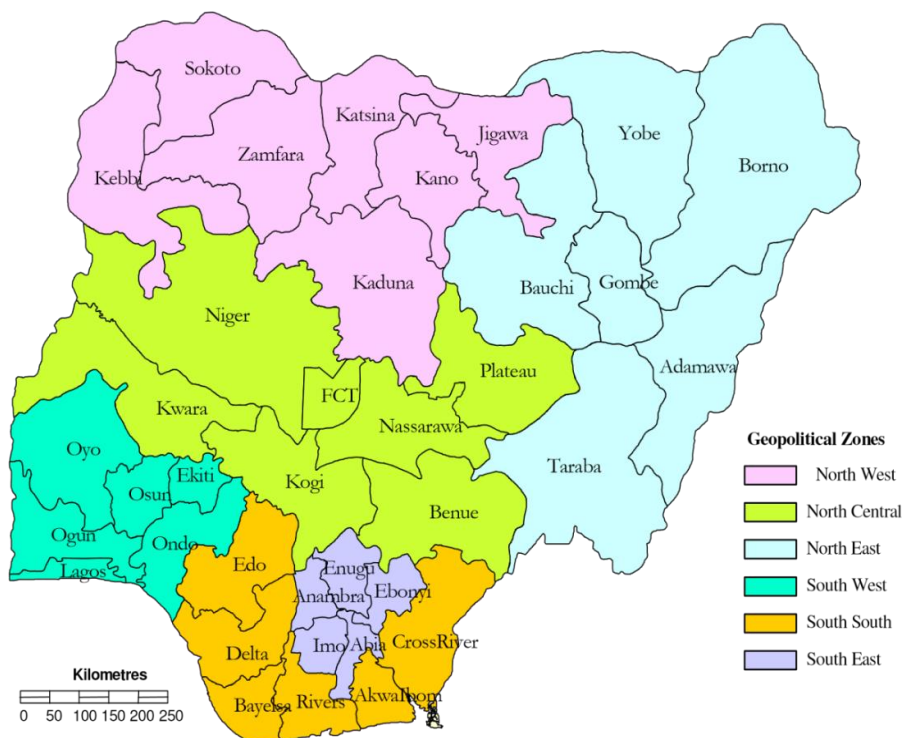 Sokoto
Katsina
Yobe
Jigawa
Zamfara
Borno
Kebbi
Kano
Kaduna
Bauchi
Gombe
Niger
Adamawa
Plateau
FCT
Kwara
Nassarawa
Geopolitical Zones
Oyo
Taraba
North West
Ekiti
Kogi
Osun
Benue
North Central
Ogun
Ondo
North East
Edo
Enugu
Lagos
Anambra
Ebonyi
South West
South South
Imo
Abia
CrossRiver
Delta
South East
Kilometres
AkwaIbom
Bayelsa
Rivers
0 50 100 150 200 250